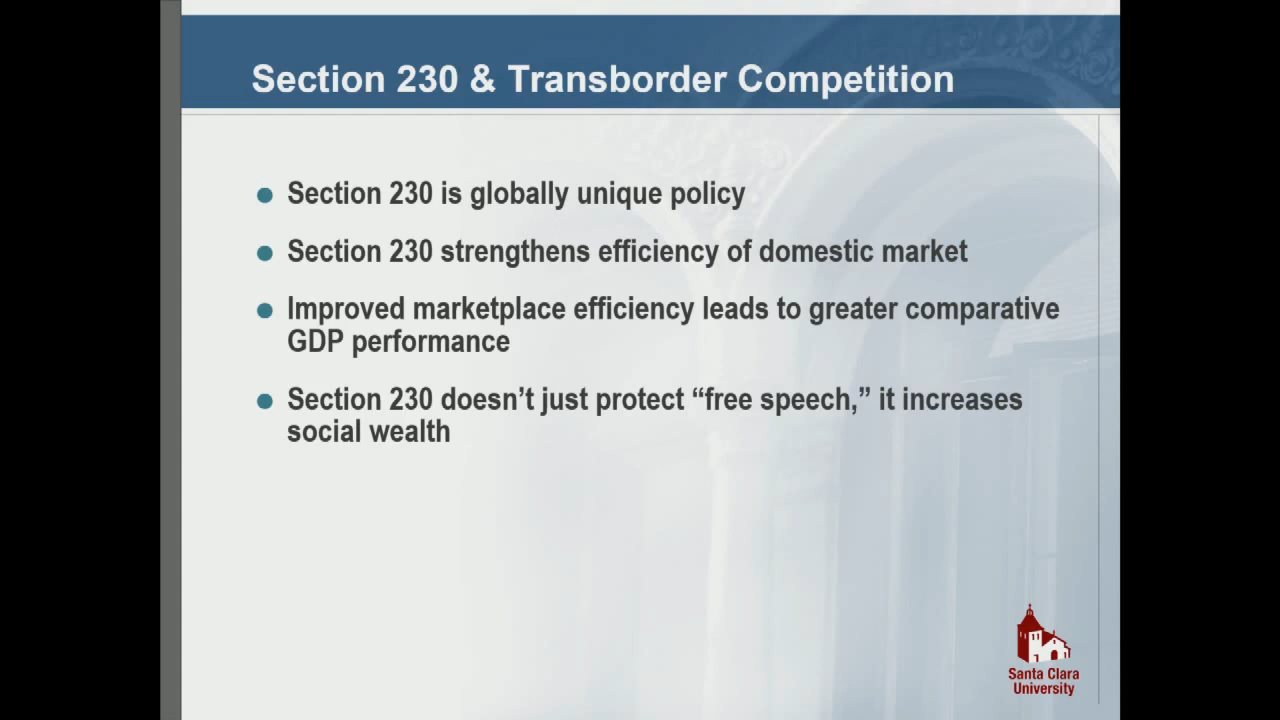 Section 230 & Transborder Competition
Section 230 is globally unique policy
Section 230 strengthens efficiency of domestic market
Improved marketplace efficiency leads to greater comparative
GDP performance
Section 230 doesn’t just protect “free speech,” it increases
social wealth
Santa Clara
University